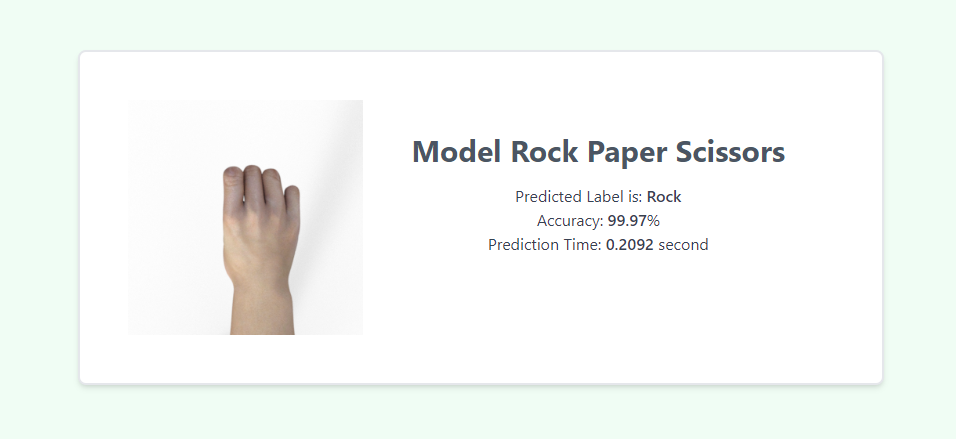 Model Rock Paper Scissors
Predicted Label is: Rock
Accuracy: 99.97%
Prediction Time: 0.2092 second